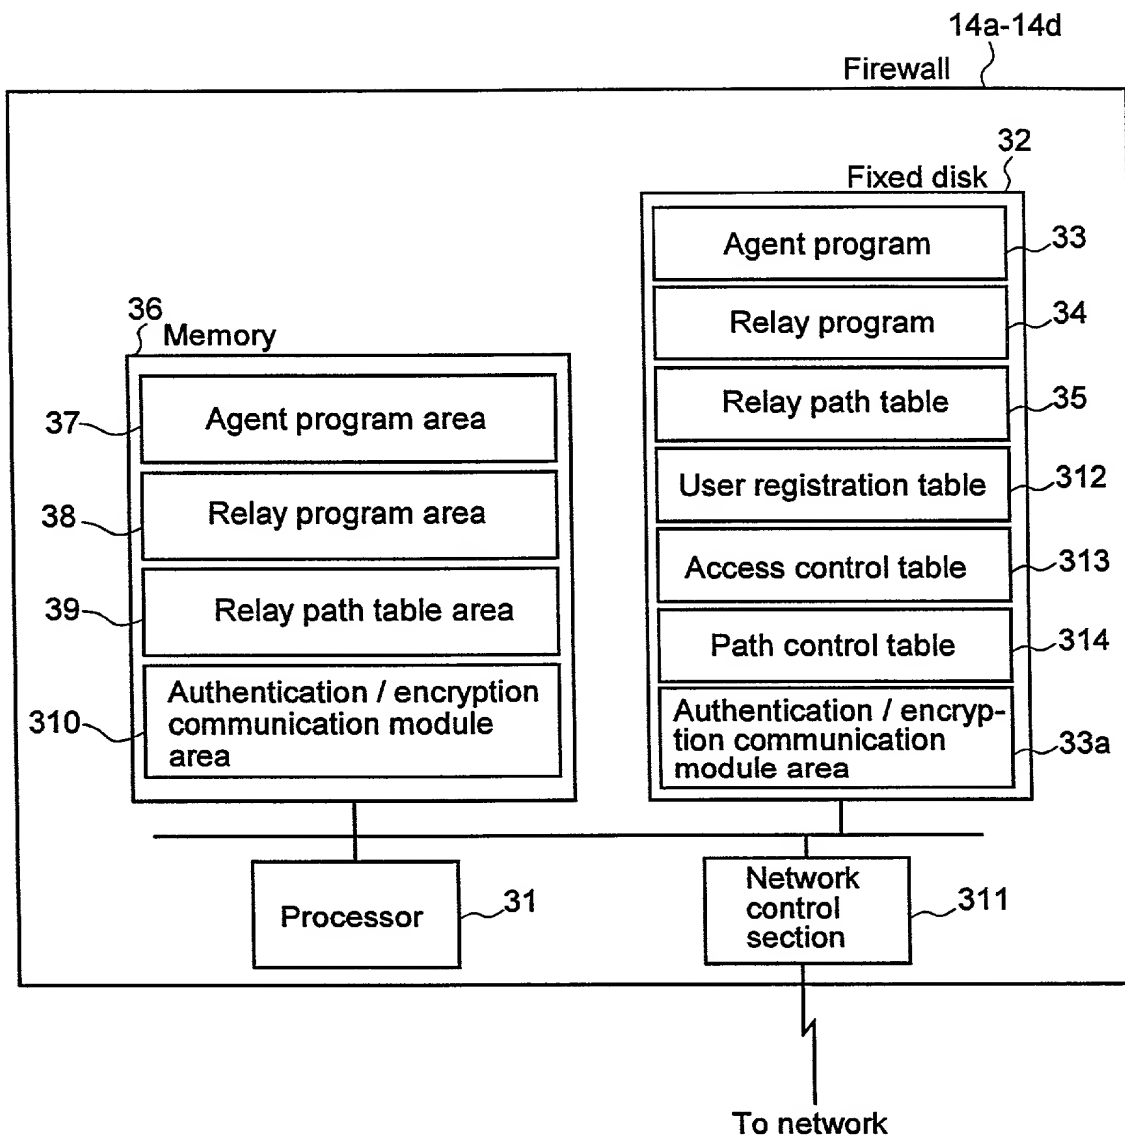 14a-14d
Firewall
32
Fixed disk
Agent program
33
Relay program
34
Relay path table
35
User registration table
312
Access control table
313
Path control table
314
Authentication / encryp-
tion communication
module area
33a
36
Memory
Agent program area
37
Relay program area
38
Relay path table area
39
Authentication / encryption
communication module
area
310
Processor
31
Network
control
section
311
To network